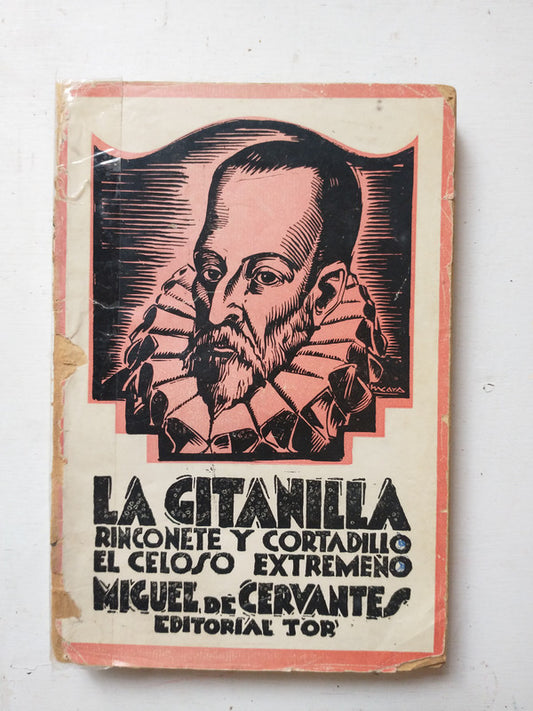 LA GITANILLA
RINCONETE Y CORTADILLO
EL CELOSO EXTREMEÑO
MIGUEL DE CERVANTES
EDITORIAL TOR